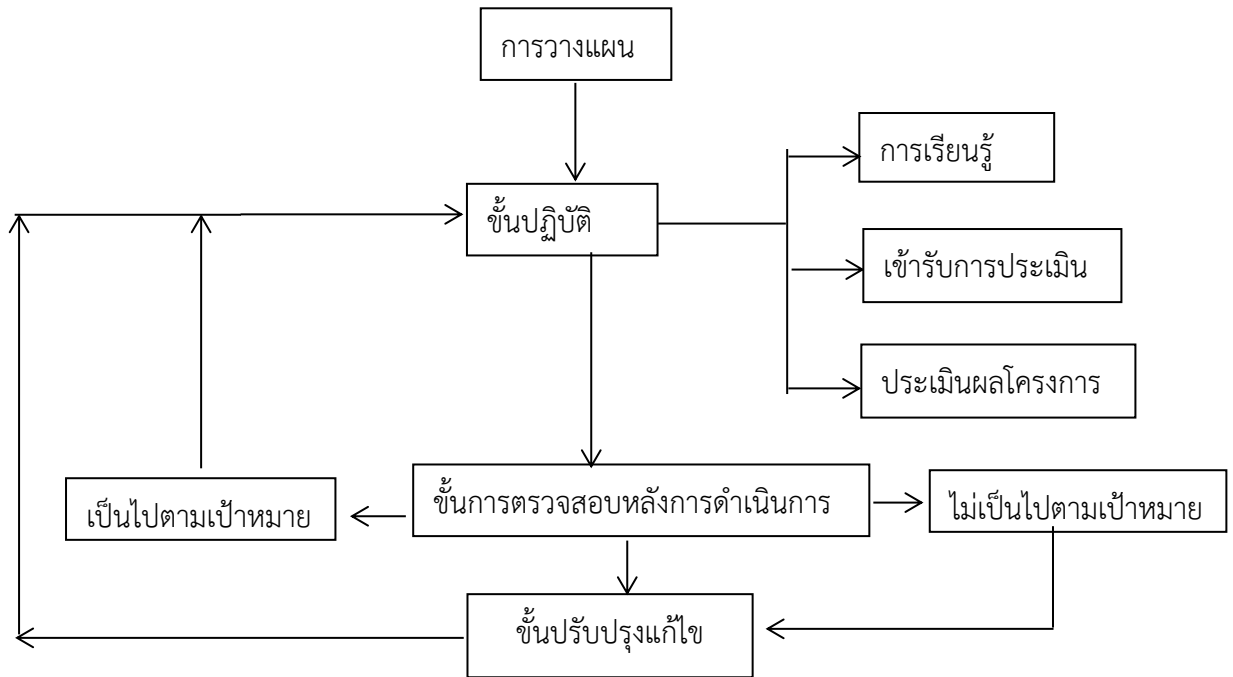 การวางแผน
การเรียนรู้
ขั้นปฏิบัติ
เข้ารับการประเมิน
ประเมินผลโครงการ
เป็นไปตามเป้าหมาย
ขั้นการตรวจสอบหลังการดำเนินการ
ไม่เป็นไปตามเป้าหมาย
ขั้นปรับปรุงแก้ไข